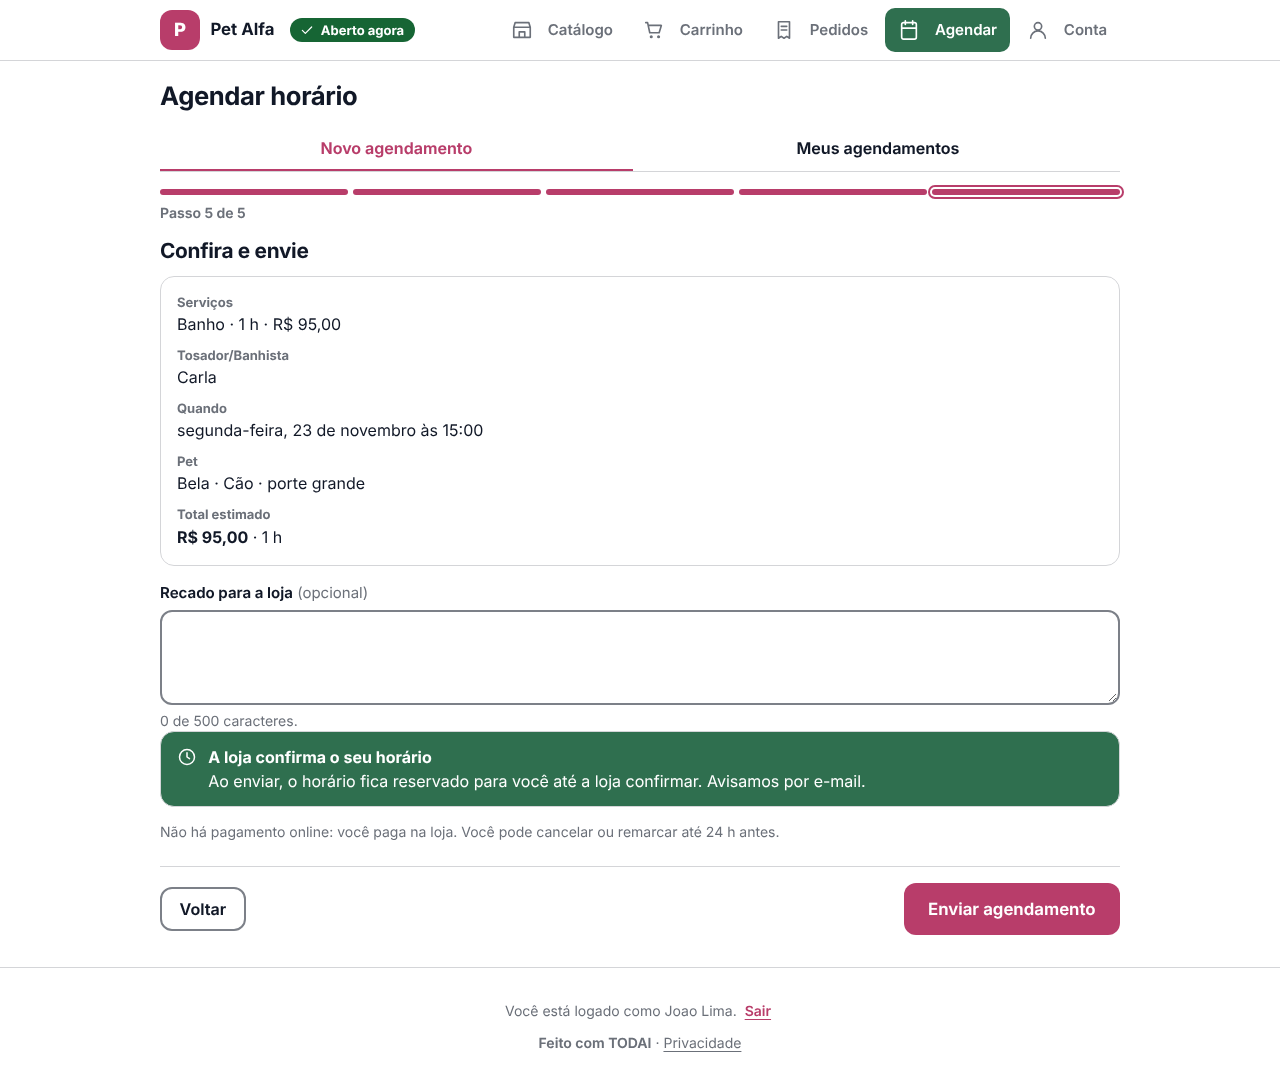 P Pet Alfa Aberto agora Catálogo Carrinho Pedidos Agendar Conta
Agendar horário
Novo agendamento Meus agendamentos
Passo 5 de 5
Confira e envie
Serviços
Banho · 1 h · R$ 95,00
Tosador/Banhista
Carla
Quando
segunda-feira, 23 de novembro às 15:00
Pet
Bela · Cão · porte grande
Total estimado
R$ 95,00 · 1 h
Recado para a loja (opcional)
0 de 500 caracteres.
A loja confirma o seu horário
Ao enviar, o horário fica reservado para você até a loja confirmar. Avisamos por e-mail.
Não há pagamento online: você paga na loja. Você pode cancelar ou remarcar até 24 h antes.
Voltar Enviar agendamento
Você está logado como Joao Lima. Sair
Feito com TODAI · Privacidade